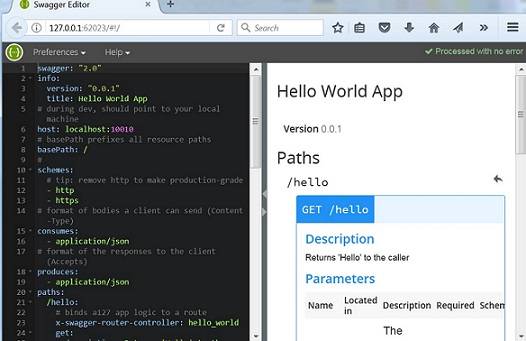 Swagger Editor
127.0.0.1:62023/#!/
Search
Preferences
Help
Processed with no error
1 swagger: "2.0"
2 info:
3 version: "0.0.1"
4 title: Hello World App
5 # during dev, should point to your local
machine
6 host: localhost:10010
7 # basePath prefixes all resource paths
8 basePath: /
9 #
10 schemes:
11 # tip: remove http to make production-grade
12 - http
13 - https
14 # format of bodies a client can send (Content
-Type)
15 consumes:
16 - application/json
17 # format of the responses to the client
(Accepts)
18 produces:
19 - application/json
20 paths:
21 /hello:
22 # binds a127 app logic to a route
23 x-swagger-router-controller: hello_world
24 get:
Hello World App
Version 0.0.1
Paths
/hello
GET /hello
Description
Returns 'Hello' to the caller
Parameters
Name Located in Description Required Schem
The